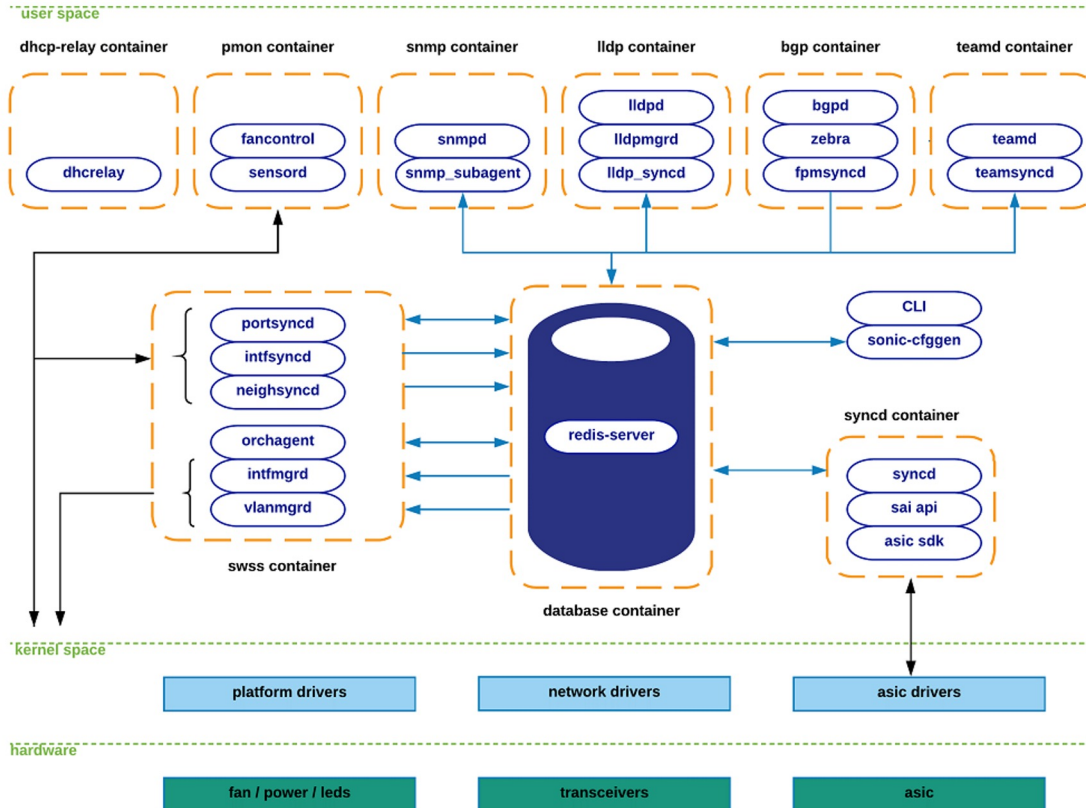 user space
dhcp-relay container
pmon container
snmp container
lldp container
bgp container
teamd container
dhcrelay
fancontrol
sensord
snmpd
snmp_subagent
lldpd
lldpmgrd
lldp_syncd
bgpd
zebra
fpmsyncd
teamd
teamsyncd
portsyncd
intfsyncd
neighsyncd
orchagent
intfmgrd
vlanmgrd
swss container
redis-server
database container
CLI
sonic-cfggen
syncd container
syncd
sai api
asic sdk
kernel space
platform drivers
network drivers
asic drivers
hardware
fan / power / leds
transceivers
asic